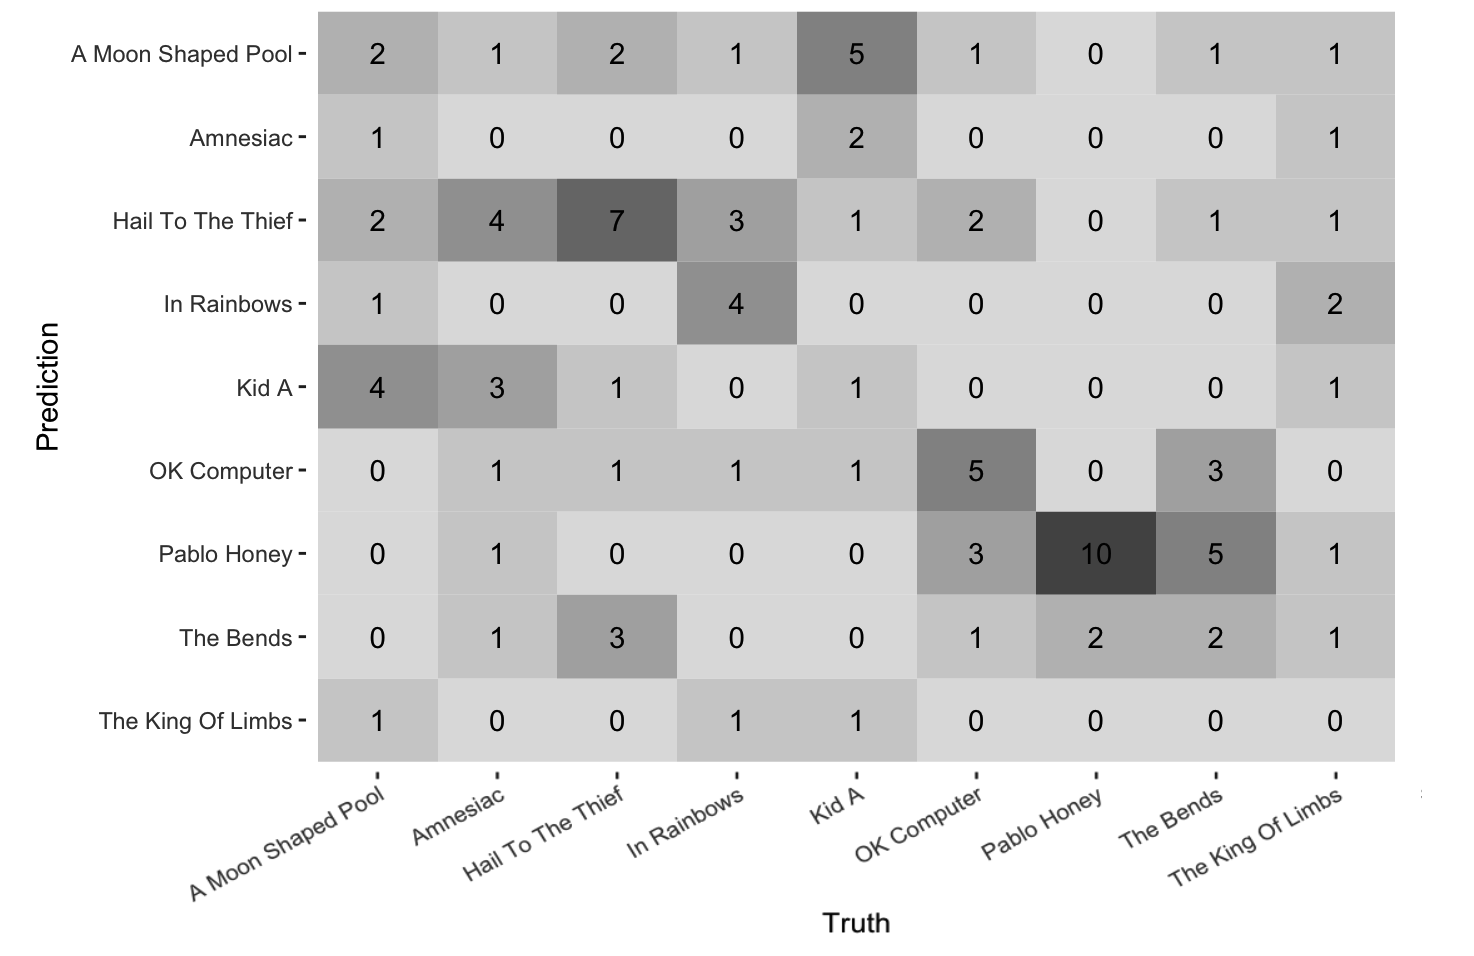 A Moon Shaped Pool 2 1 2 1 5 1 0 1 1
Amnesiac 1 0 0 0 2 0 0 0 1
Hail To The Thief 2 4 7 3 1 2 0 1 1
In Rainbows 1 0 0 4 0 0 0 0 2
Kid A 4 3 1 0 1 0 0 0 1
OK Computer 0 1 1 1 1 5 0 3 0
Pablo Honey 0 1 0 0 0 3 10 5 1
The Bends 0 1 3 0 0 1 2 2 1
The King Of Limbs 1 0 0 1 1 0 0 0 0
Prediction
A Moon Shaped Pool
Amnesiac
Hail To The Thief
In Rainbows
Kid A
OK Computer
Pablo Honey
The Bends
The King Of Limbs
Truth